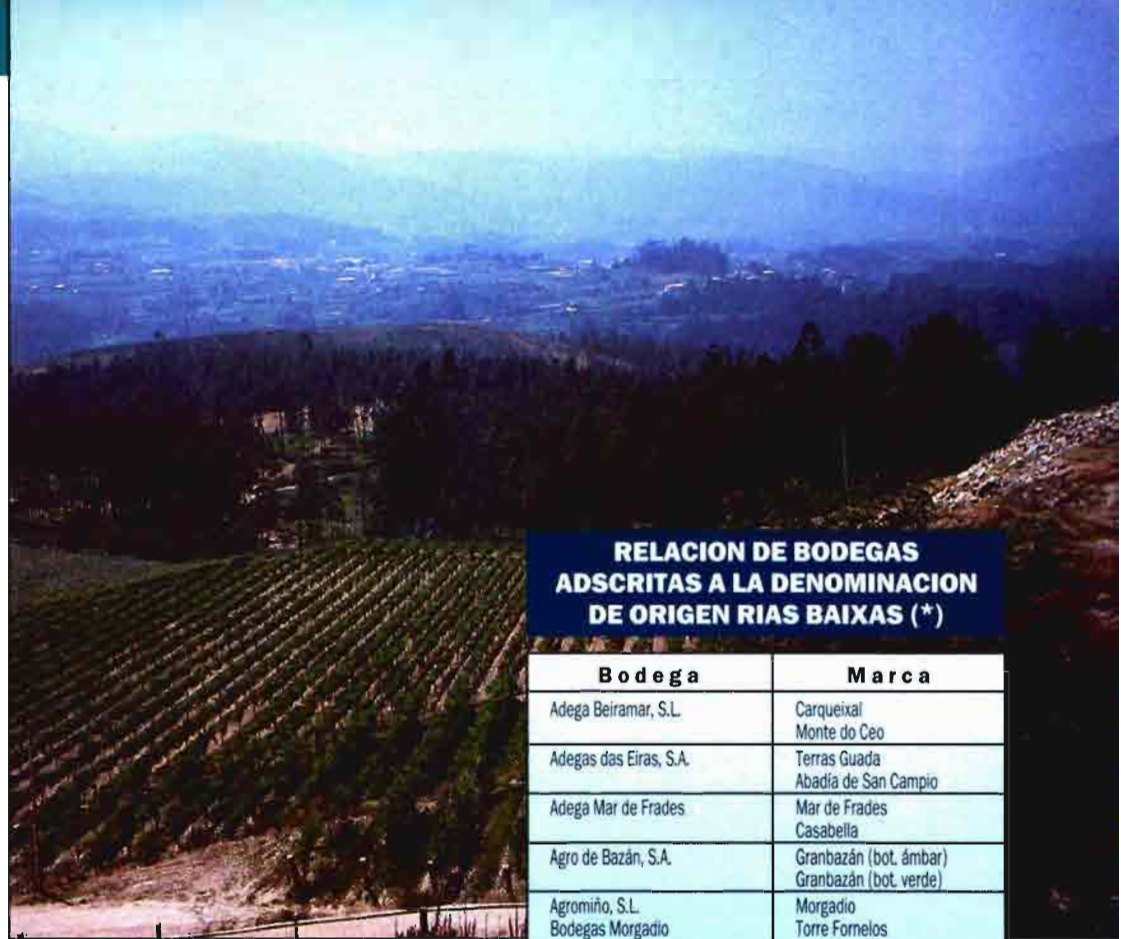 RELACION DE BODEGAS
ADSCRITAS A LA DENOMINACION
DE ORIGEN RIAS BAIXAS (*)
Bodega Marca
Adega Beiramar, S.L. Carqueixal
Monte do Ceo
Adegas das Eiras, S.A. Terras Guada
Abadía de San Campio
Adega Mar de Frades Mar de Frades
Casabella
Agro de Bazán, S.A. Granbazán (bot. ámbar)
Granbazán (bot. verde)
Agromiño, S.L. Morgadio
Bodegas Morgadio Torre Fornelos